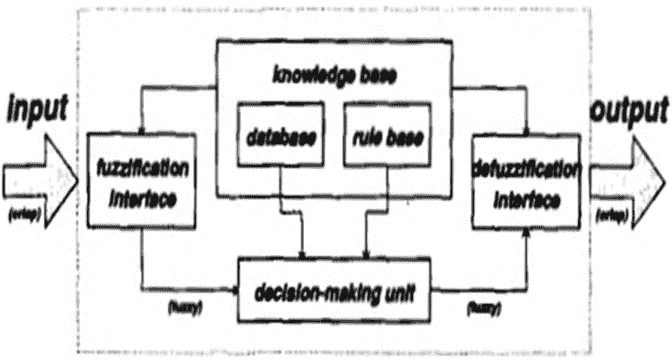 knowledge base
input
output
database
rule base
fuzzification
interface
defuzzification
interface
(crisp)
(crisp)
decision-making unit
(fuzzy)
(fuzzy)